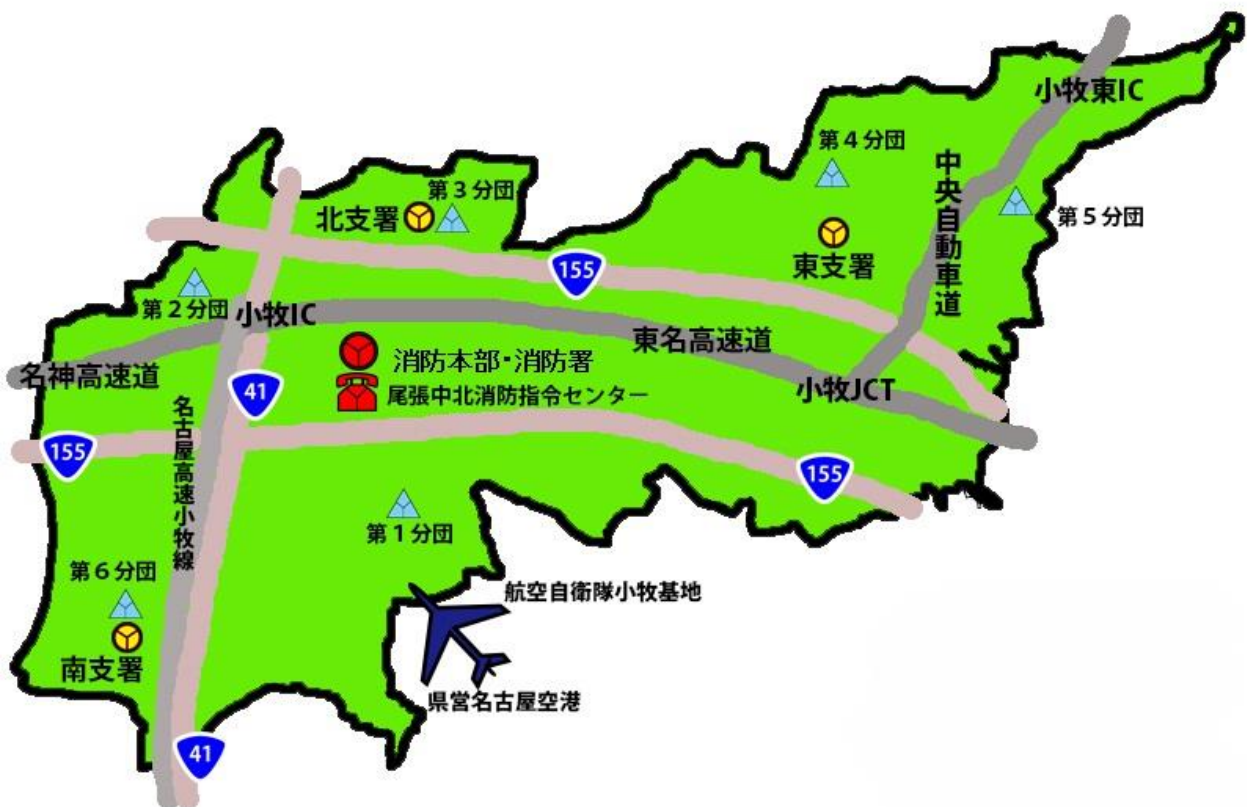 小牧東IC
第４分団
中央自動車道
第３分団
北支署
第５分団
東支署
155
第２分団
小牧IC
東名高速道
消防本部・消防署
名神高速道
41
尾張中北消防指令センター
小牧JCT
名古屋高速小牧線
155
155
第１分団
第６分団
航空自衛隊小牧基地
南支署
県営名古屋空港
41